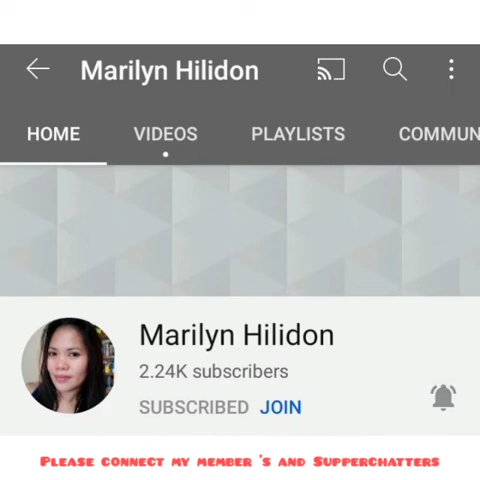 Marilyn Hilidon
HOME VIDEOS PLAYLISTS COMMUN
Marilyn Hilidon
2.24K subscribers
SUBSCRIBED JOIN
PLEASE CONNECT MY MEMBER 'S AND SUPPERCHATTERS